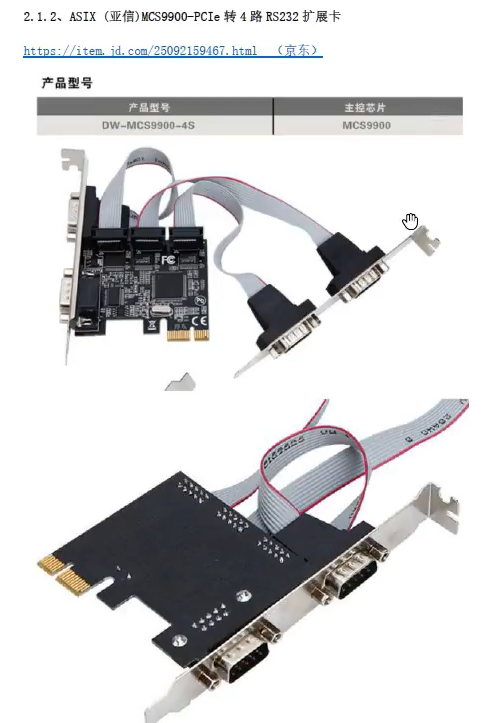 2.1.2、ASIX (亚信)MCS9900-PCIe 转 4 路 RS232 扩展卡
https://item.jd.com/25092159467.html （京东）
产品型号
产品型号 主控芯片
DW-MCS9900-4S MCS9900
FC
CE